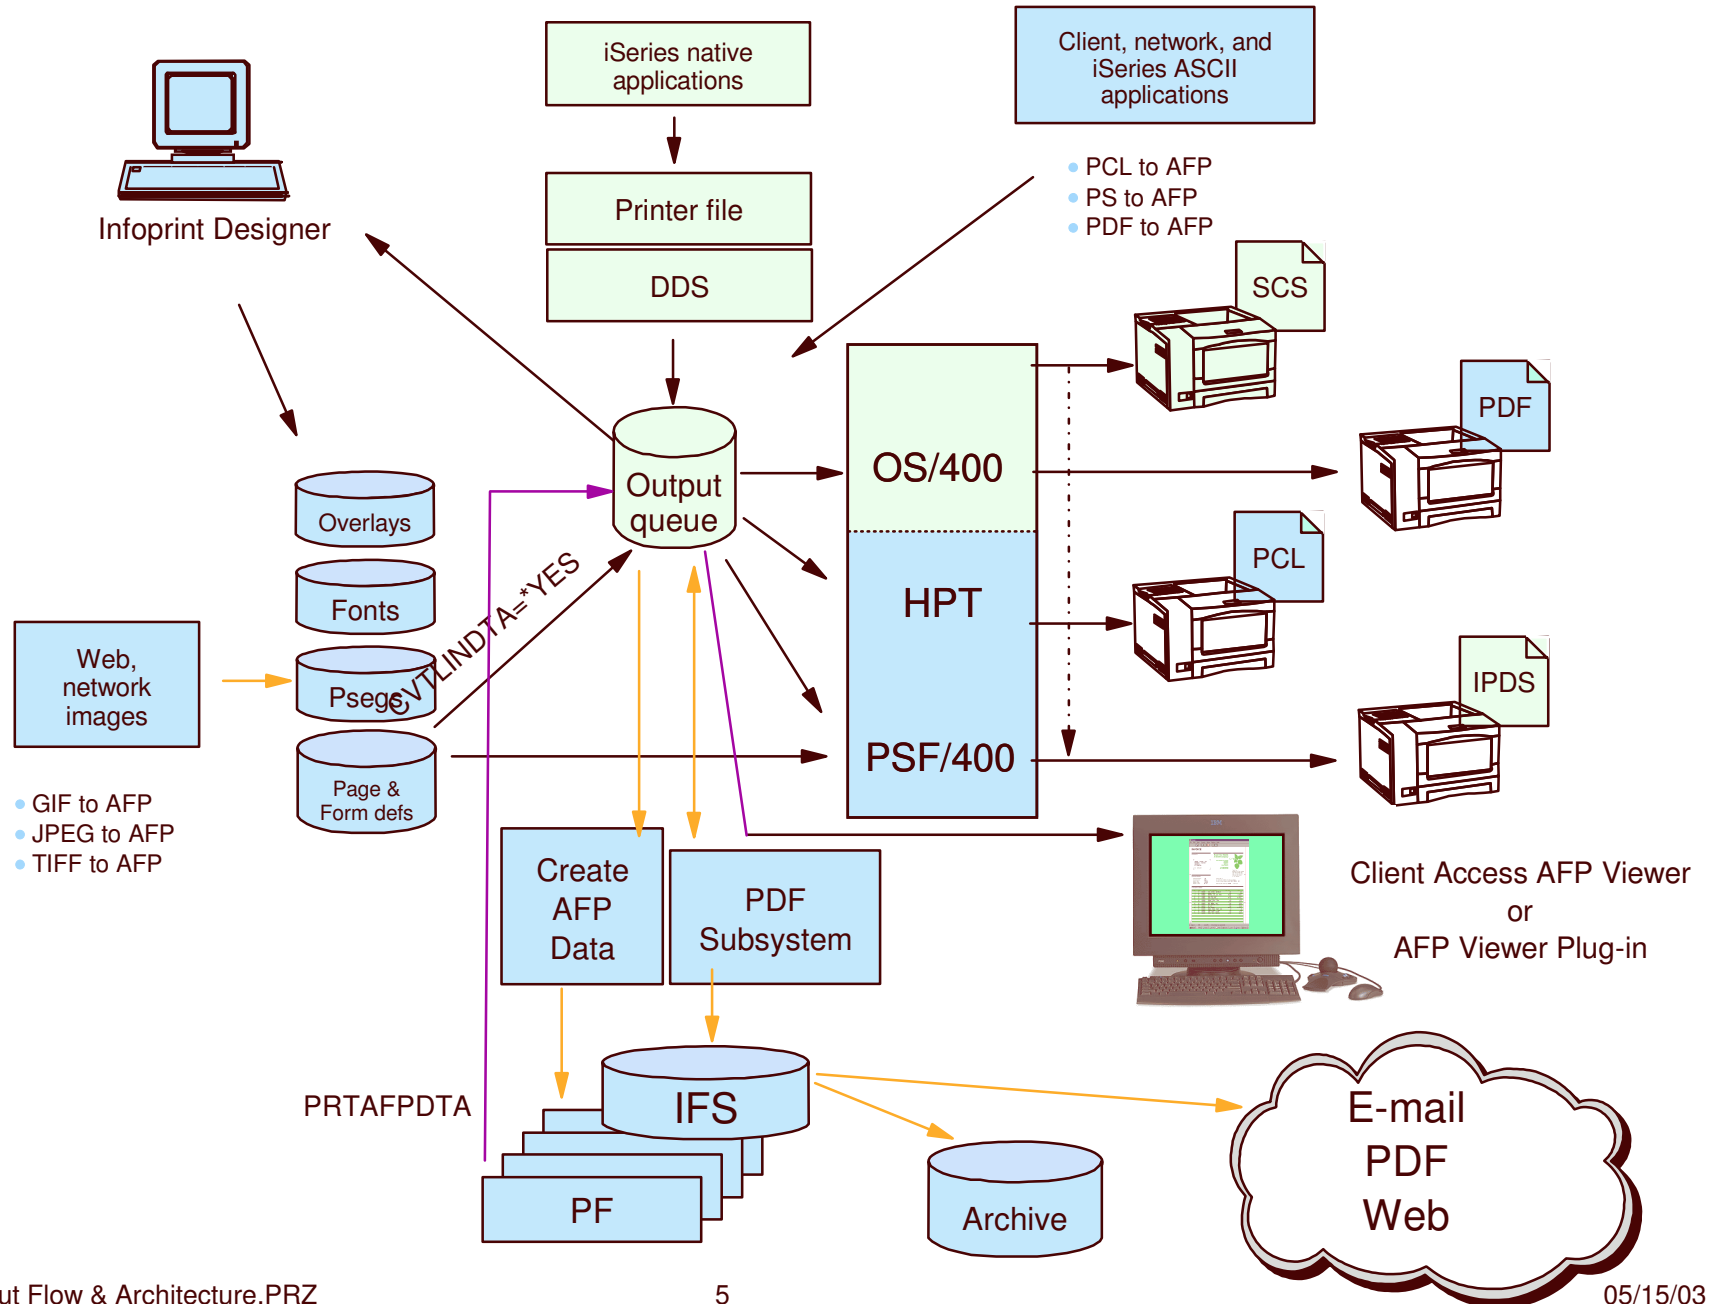 iSeries native
applications
Client, network, and
iSeries ASCII
applications
PCL to AFP
PS to AFP
PDF to AFP
Infoprint Designer
Printer file
DDS
SCS
PDF
OS/400
Output
queue
Overlays
Fonts
Psegs
Page &
Form defs
CVTLINDTA=*YES
HPT
PCL
IPDS
PSF/400
Web,
network
images
GIF to AFP
JPEG to AFP
TIFF to AFP
Create
AFP
Data
PDF
Subsystem
Client Access AFP Viewer
or
AFP Viewer Plug-in
PRTAFPDTA
IFS
PF
Archive
E-mail
PDF
Web
ut Flow & Architecture.PRZ
5
05/15/03